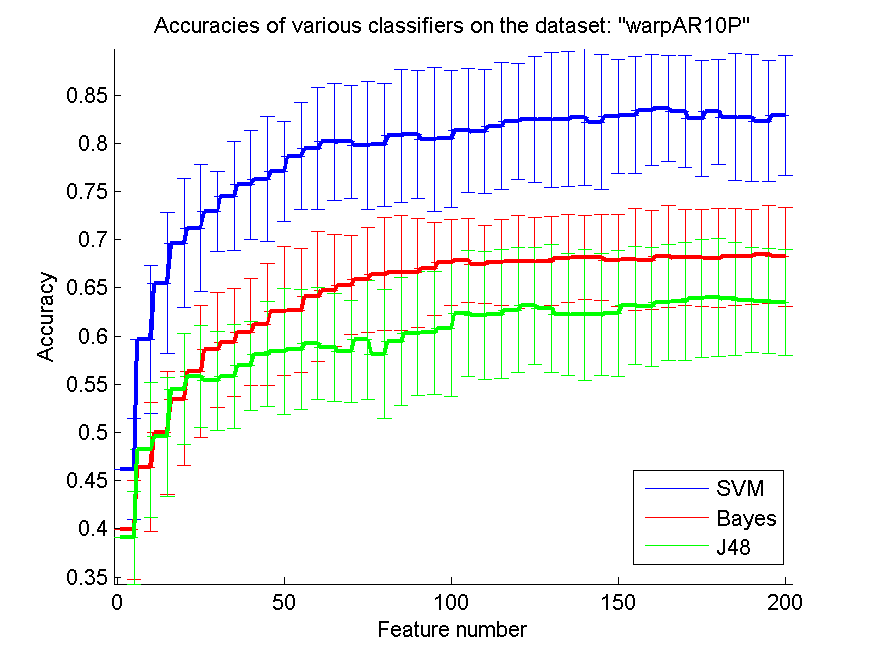 Accuracies of various classifiers on the dataset: "warpAR10P"
0.85
0.8
0.75
0.7
0.65
0.6
0.55
0.5
0.45
0.4
0.35
Accuracy
SVM
Bayes
J48
0 50 100 150 200
Feature number